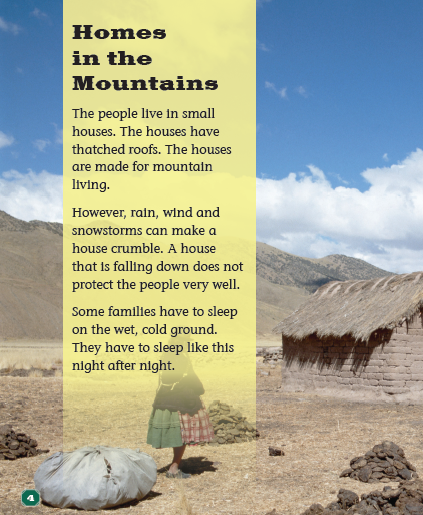 Homes
in the
Mountains
The people live in small
houses. The houses have
thatched roofs. The houses
are made for mountain
living.
However, rain, wind and
snowstorms can make a
house crumble. A house
that is falling down does not
protect the people very well.
Some families have to sleep
on the wet, cold ground.
They have to sleep like this
night after night.
4